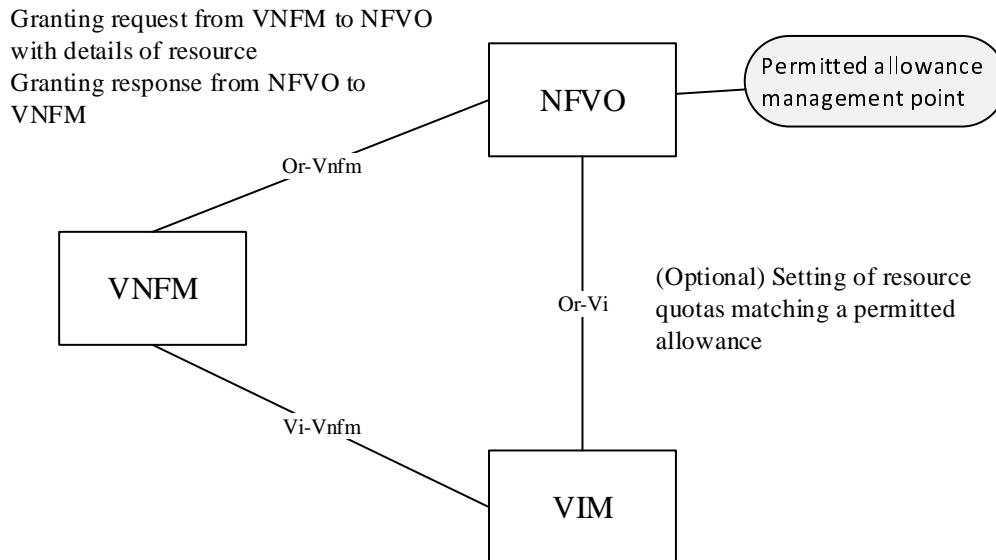 Granting request from VNFM to NFVO
with details of resource
Granting response from NFVO to
VNFM
NFVO
Permitted allowance
management point
Or-Vnfm
VNFM
(Optional) Setting of resource
quotas matching a permitted
allowance
Or-Vi
Vi-Vnfm
VIM